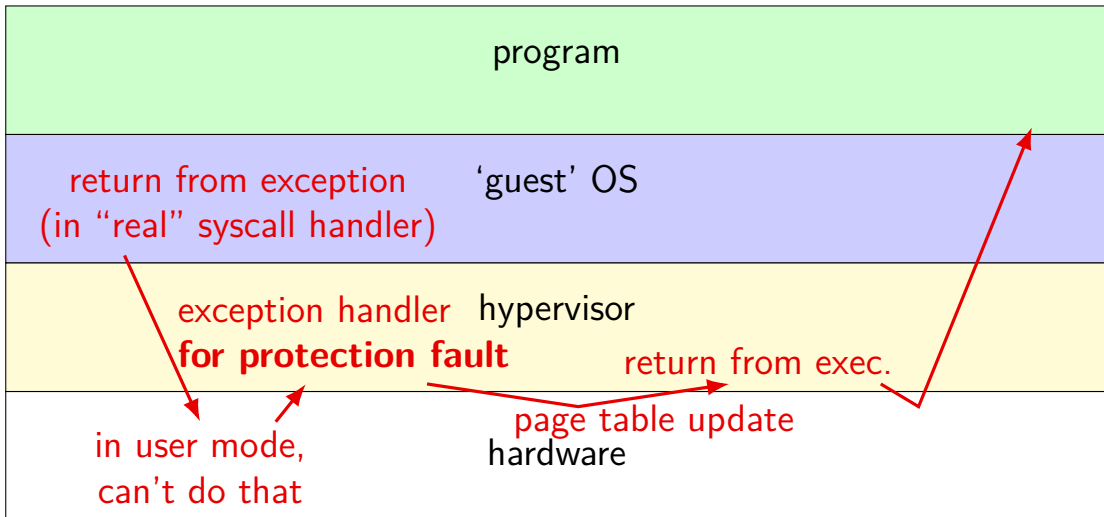 program
return from exception
(in “real” syscall handler)
‘guest’ OS
exception handler
for protection fault
hypervisor
return from exec.
page table update
in user mode,
can't do that
hardware